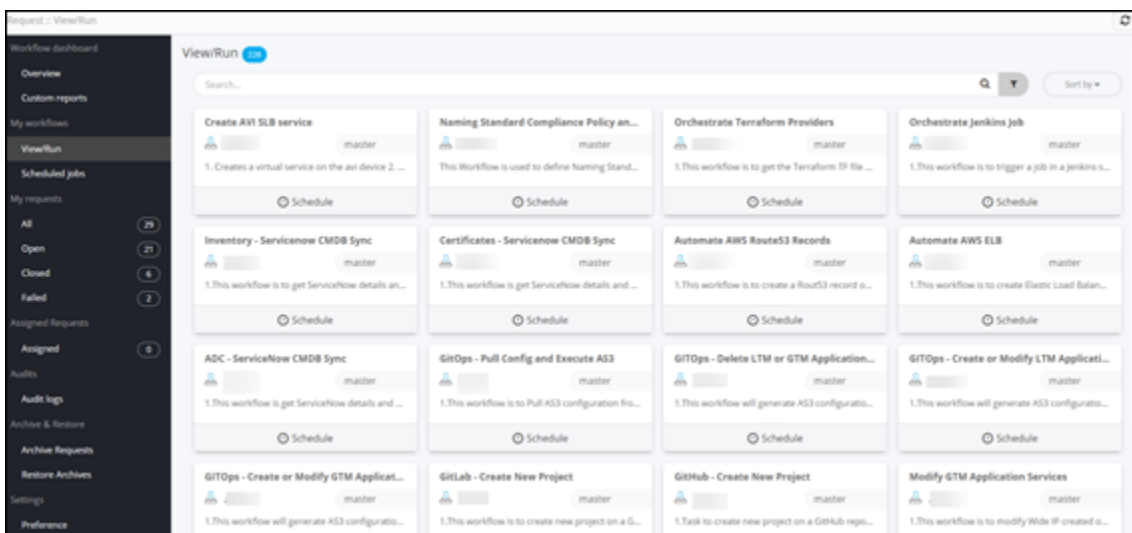 Request :: View/Run
Workflow dashboard
Overview
Custom reports
My workflows
View/Run
Scheduled jobs
My requests
All 29
Open 21
Closed 6
Failed 2
Assigned Requests
Assigned 0
Audits
Audit logs
Archive & Restore
Archive Requests
Restore Archives
Settings
Preference
View/Run
Search...
Sort by
Create AVI SLB service
master
1. Creates a virtual service on the avi device 2. ...
Schedule
Naming Standard Compliance Policy an...
master
This Workflow is used to define Naming Stand...
Schedule
Orchestrate Terraform Providers
master
1.This workflow is to get the Terraform TF file ...
Schedule
Orchestrate Jenkins Job
master
1.This workflow is to trigger a job in a Jenkins s...
Schedule
Inventory - Servicenow CMDB Sync
master
1.This workflow is to get ServiceNow details an...
Schedule
Certificates - Servicenow CMDB Sync
master
1.This workflow is get ServiceNow details and ...
Schedule
Automate AWS Route53 Records
master
1.This workflow is to create a Rout53 record o...
Schedule
Automate AWS ELB
master
1.This workflow is to create Elastic Load Balan...
Schedule
ADC - ServiceNow CMDB Sync
master
1.This workflow is get ServiceNow details and ...
Schedule
GitOps - Pull Config and Execute AS3
master
1.This workflow is to Pull AS3 configuration fro...
Schedule
GITOps - Delete LTM or GTM Application...
master
1.This workflow will generate AS3 configuratio...
Schedule
GITOps - Create or Modify LTM Applicati...
master
1.This workflow will generate AS3 configuratio...
Schedule
GITOps - Create or Modify GTM Applicat...
master
1.This workflow will generate AS3 configuratio...
GitLab - Create New Project
master
1.This workflow is to create new project on a G...
GitHub - Create New Project
master
1.Task to create new project on a GitHub repo...
Modify GTM Application Services
master
1.This workflow is to modify Wide IP created o...